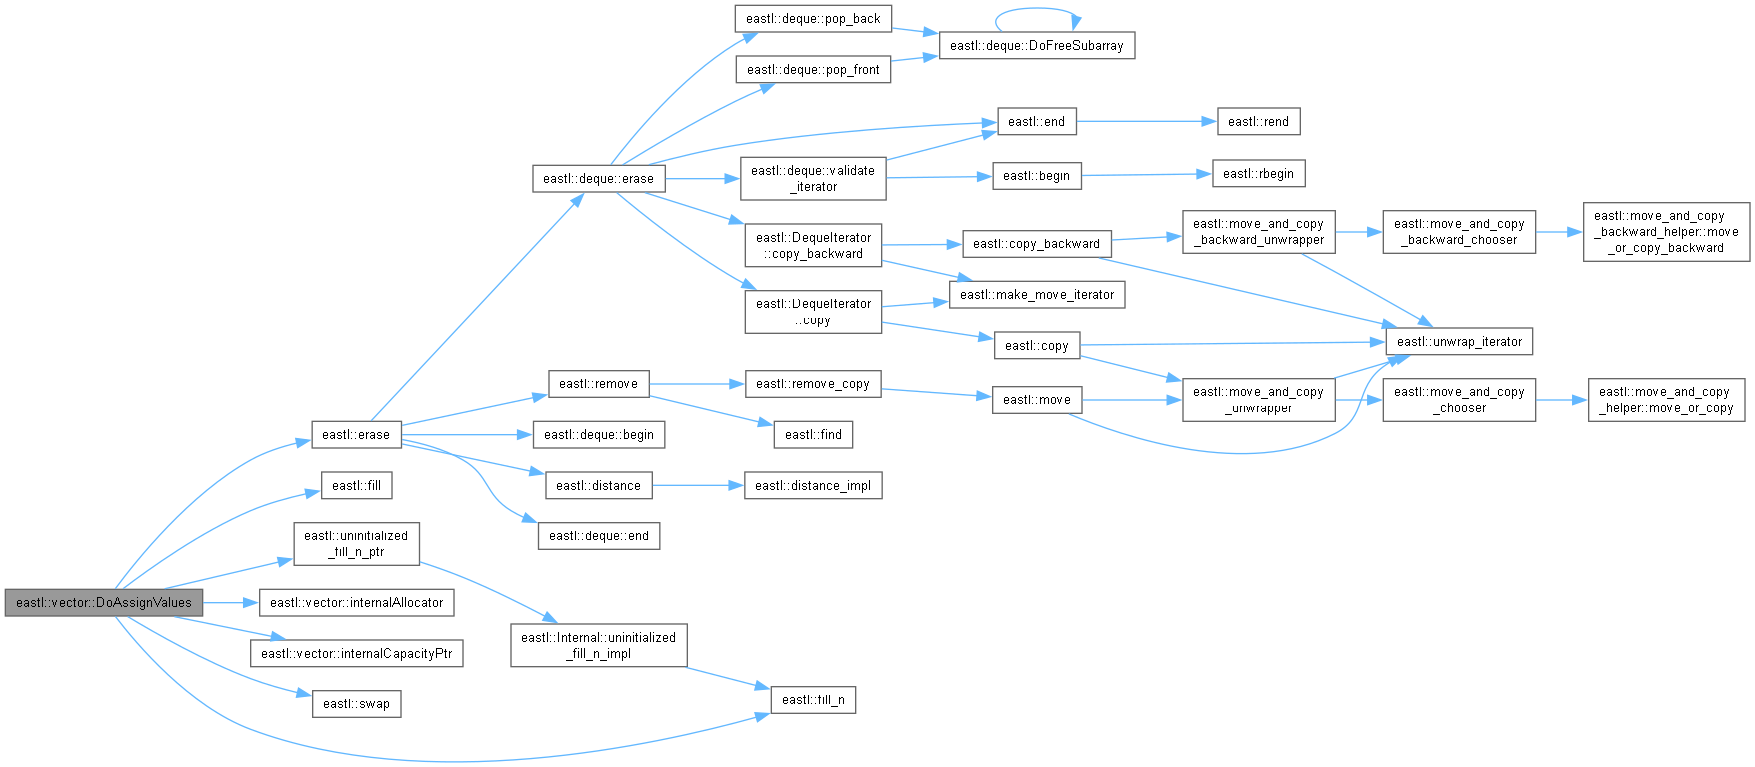 eastl::deque::pop_back
eastl::deque::DoFreeSubarray
eastl::deque::pop_front
eastl::end
eastl::rend
eastl::deque::erase
eastl::deque::validate
_iterator
eastl::begin
eastl::rbegin
eastl::DequeIterator
::copy_backward
eastl::copy_backward
eastl::move_and_copy
_backward_unwrapper
eastl::move_and_copy
_backward_chooser
eastl::move_and_copy
_backward_helper::move
_or_copy_backward
eastl::make_move_iterator
eastl::DequeIterator
::copy
eastl::copy
eastl::unwrap_iterator
eastl::remove
eastl::remove_copy
eastl::move
eastl::move_and_copy
_unwrapper
eastl::move_and_copy
_chooser
eastl::move_and_copy
_helper::move_or_copy
eastl::erase
eastl::deque::begin
eastl::find
eastl::fill
eastl::distance
eastl::distance_impl
eastl::uninitialized
_fill_n_ptr
eastl::deque::end
eastl::vector::DoAssignValues
eastl::vector::internalAllocator
eastl::vector::internalCapacityPtr
eastl::Internal::uninitialized
_fill_n_impl
eastl::swap
eastl::fill_n